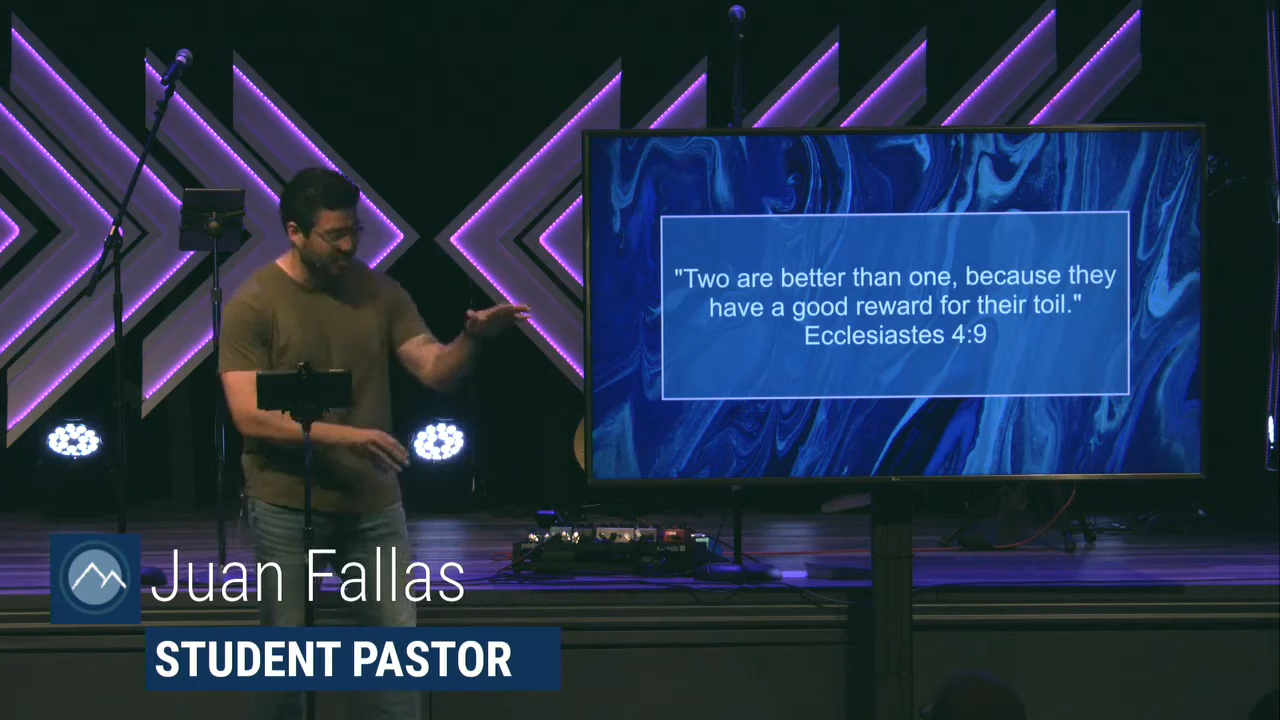 "Two are better than one, because they
have a good reward for their toil."
Ecclesiastes 4:9
Juan Fallas
STUDENT PASTOR